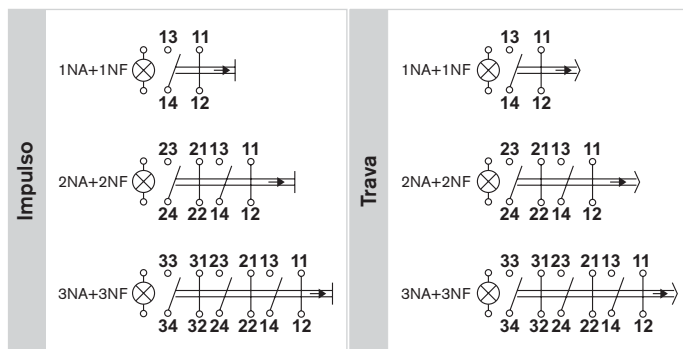 Impulso
13 11
1NA+1NF
14 12
23 21 13 11
2NA+2NF
24 22 14 12
33 31 23 21 13 11
3NA+3NF
34 32 24 22 14 12
Trava
13 11
1NA+1NF
14 12
23 21 13 11
2NA+2NF
24 22 14 12
33 31 23 21 13 11
3NA+3NF
34 32 24 22 14 12